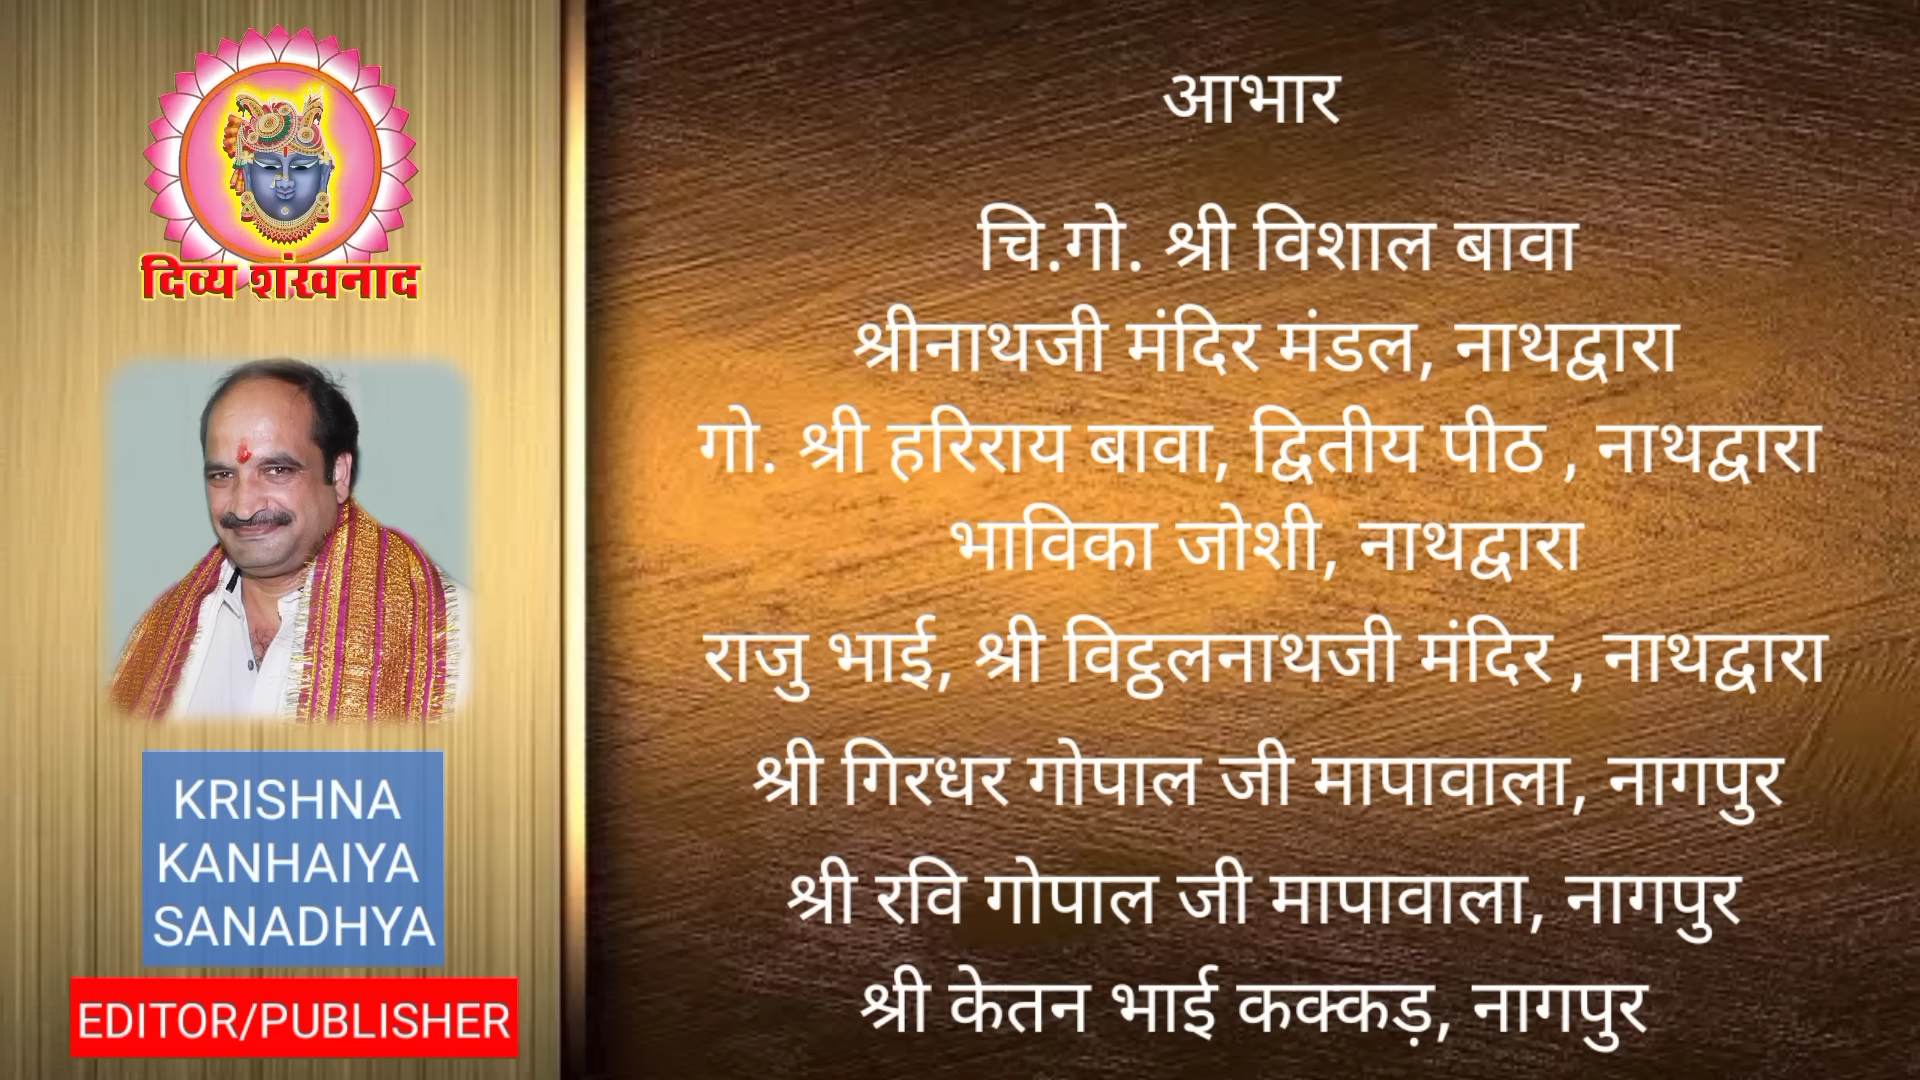 दिव्य शंखनाद
KRISHNA
KANHAIYA
SANADHYA
EDITOR/PUBLISHER
आभार
चि.गो. श्री विशाल बावा
श्रीनाथजी मंदिर मंडल, नाथद्वारा
गो. श्री हरिराय बावा, द्वितीय पीठ , नाथद्वारा
भाविका जोशी, नाथद्वारा
राजु भाई, श्री विट्ठलनाथजी मंदिर , नाथद्वारा
श्री गिरधर गोपाल जी मापावाला, नागपुर
श्री रवि गोपाल जी मापावाला, नागपुर
श्री केतन भाई कक्कड़, नागपुर